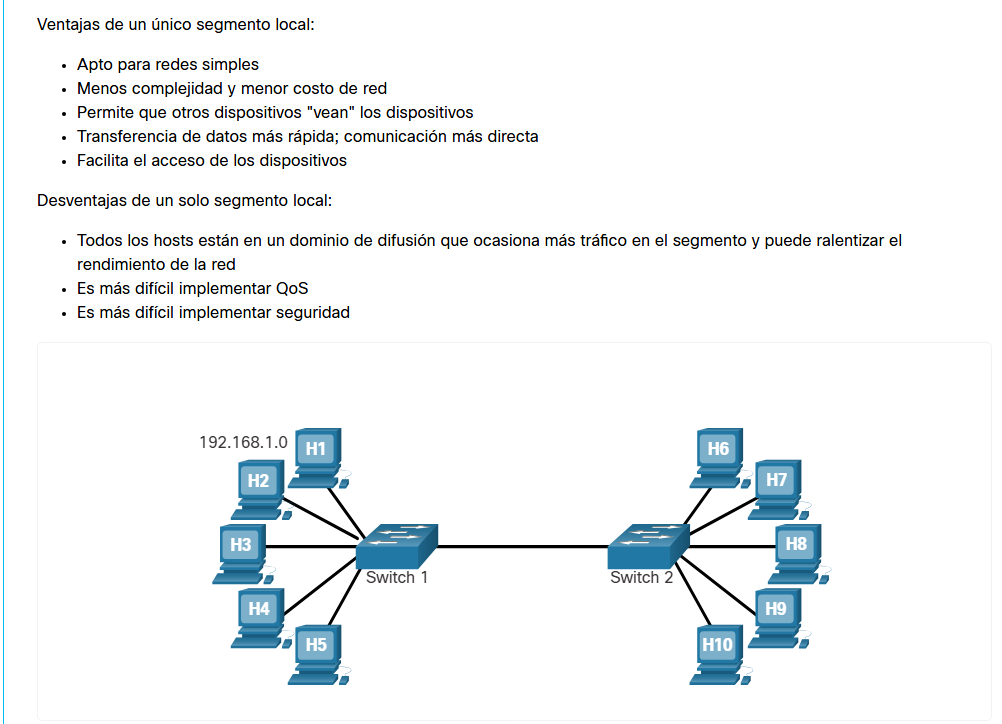 Ventajas de un único segmento local:
Apto para redes simples
Menos complejidad y menor costo de red
Permite que otros dispositivos "vean" los dispositivos
Transferencia de datos más rápida; comunicación más directa
Facilita el acceso de los dispositivos
Desventajas de un solo segmento local:
Todos los hosts están en un dominio de difusión que ocasiona más tráfico en el segmento y puede ralentizar el
rendimiento de la red
Es más difícil implementar QoS
Es más difícil implementar seguridad
192.168.1.0
H1
H2
H3
H4
H5
Switch 1
H6
H7
H8
Switch 2
H9
H10